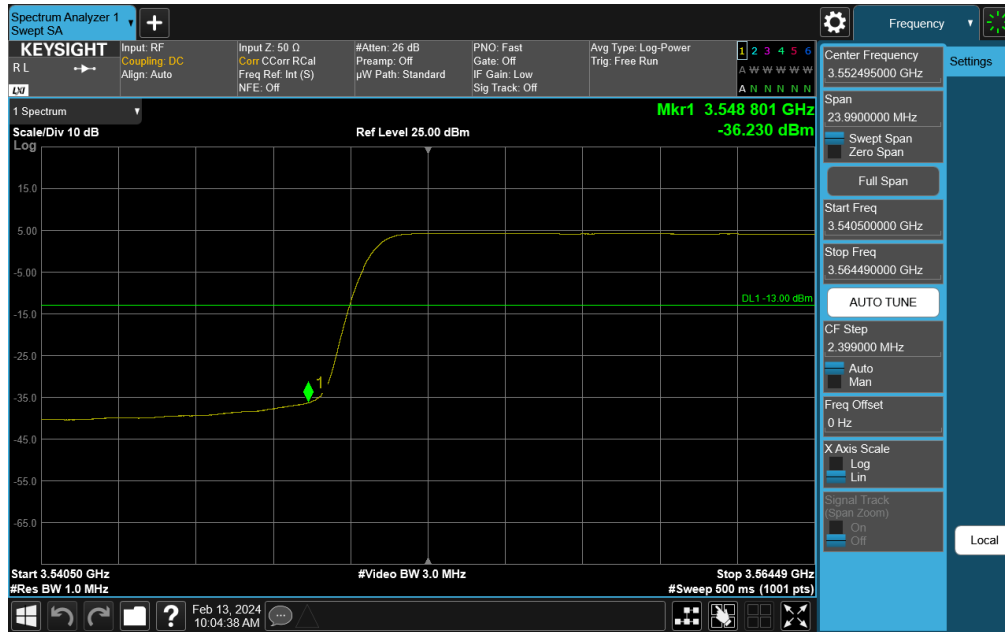 Spectrum Analyzer 1
Swept SA
Frequency
KEYSIGHT
R L
LXI
Input: RF
Coupling: DC
Align: Auto
Input Z: 50 Ω
Corr CCorr RCal
Freq Ref: Int (S)
NFE: Off
#Atten: 26 dB
Preamp: Off
µW Path: Standard
PNO: Fast
Gate: Off
IF Gain: Low
Sig Track: Off
Avg Type: Log-Power
Trig: Free Run
1 2 3 4 5 6
A W W W W W
A N N N N N
1 Spectrum
Mkr1 3.548 801 GHz
-36.230 dBm
Scale/Div 10 dB
Ref Level 25.00 dBm
Log
15.0
5.00
-5.00
-15.0
-25.0
-35.0
-45.0
-55.0
-65.0
DL1 -13.00 dBm
1
Start 3.54050 GHz
#Video BW 3.0 MHz
Stop 3.56449 GHz
#Res BW 1.0 MHz
#Sweep 500 ms (1001 pts)
Center Frequency
3.552495000 GHz
Settings
Span
23.9900000 MHz
Swept Span
Zero Span
Full Span
Start Freq
3.540500000 GHz
Stop Freq
3.564490000 GHz
AUTO TUNE
CF Step
2.399000 MHz
Auto
Man
Freq Offset
0 Hz
X Axis Scale
Log
Lin
Signal Track
(Span Zoom)
On
Off
Local
?
Feb 13, 2024
10:04:38 AM